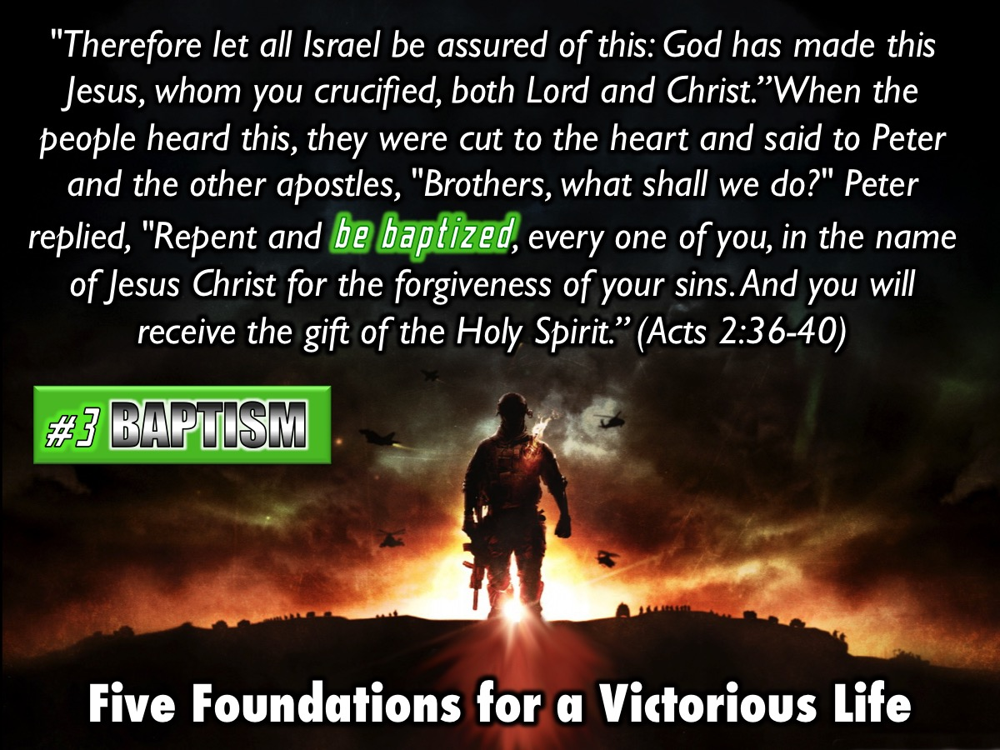 "Therefore let all Israel be assured of this: God has made this
Jesus, whom you crucified, both Lord and Christ.” When the
people heard this, they were cut to the heart and said to Peter
and the other apostles, "Brothers, what shall we do?" Peter
replied, "Repent and be baptized, every one of you, in the name
of Jesus Christ for the forgiveness of your sins. And you will
receive the gift of the Holy Spirit.” (Acts 2:36-40)
#3 BAPTISM
Five Foundations for a Victorious Life